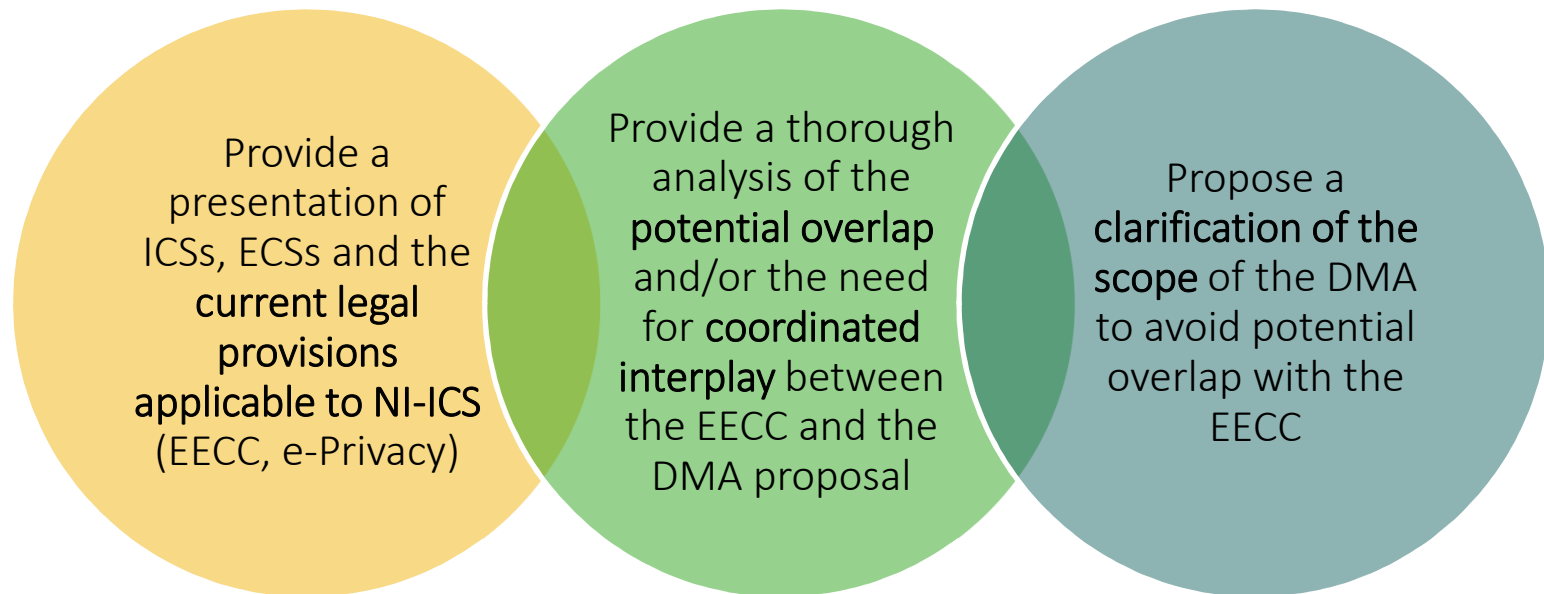 Provide a
presentation of
ICSs, ECSs and the
current legal
provisions
applicable to NI-ICS
(EECC, e-Privacy)
Provide a thorough
analysis of the
potential overlap
and/or the need
for coordinated
interplay between
the EECC and the
DMA proposal
Propose a
clarification of the
scope of the DMA
to avoid potential
overlap with the
EECC